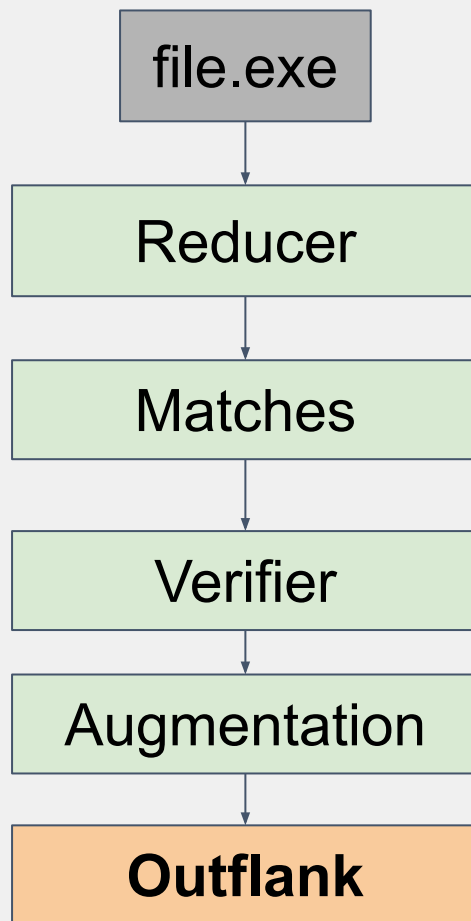 file.exe
Reducer
Matches
Verifier
Augmentation
Outflank